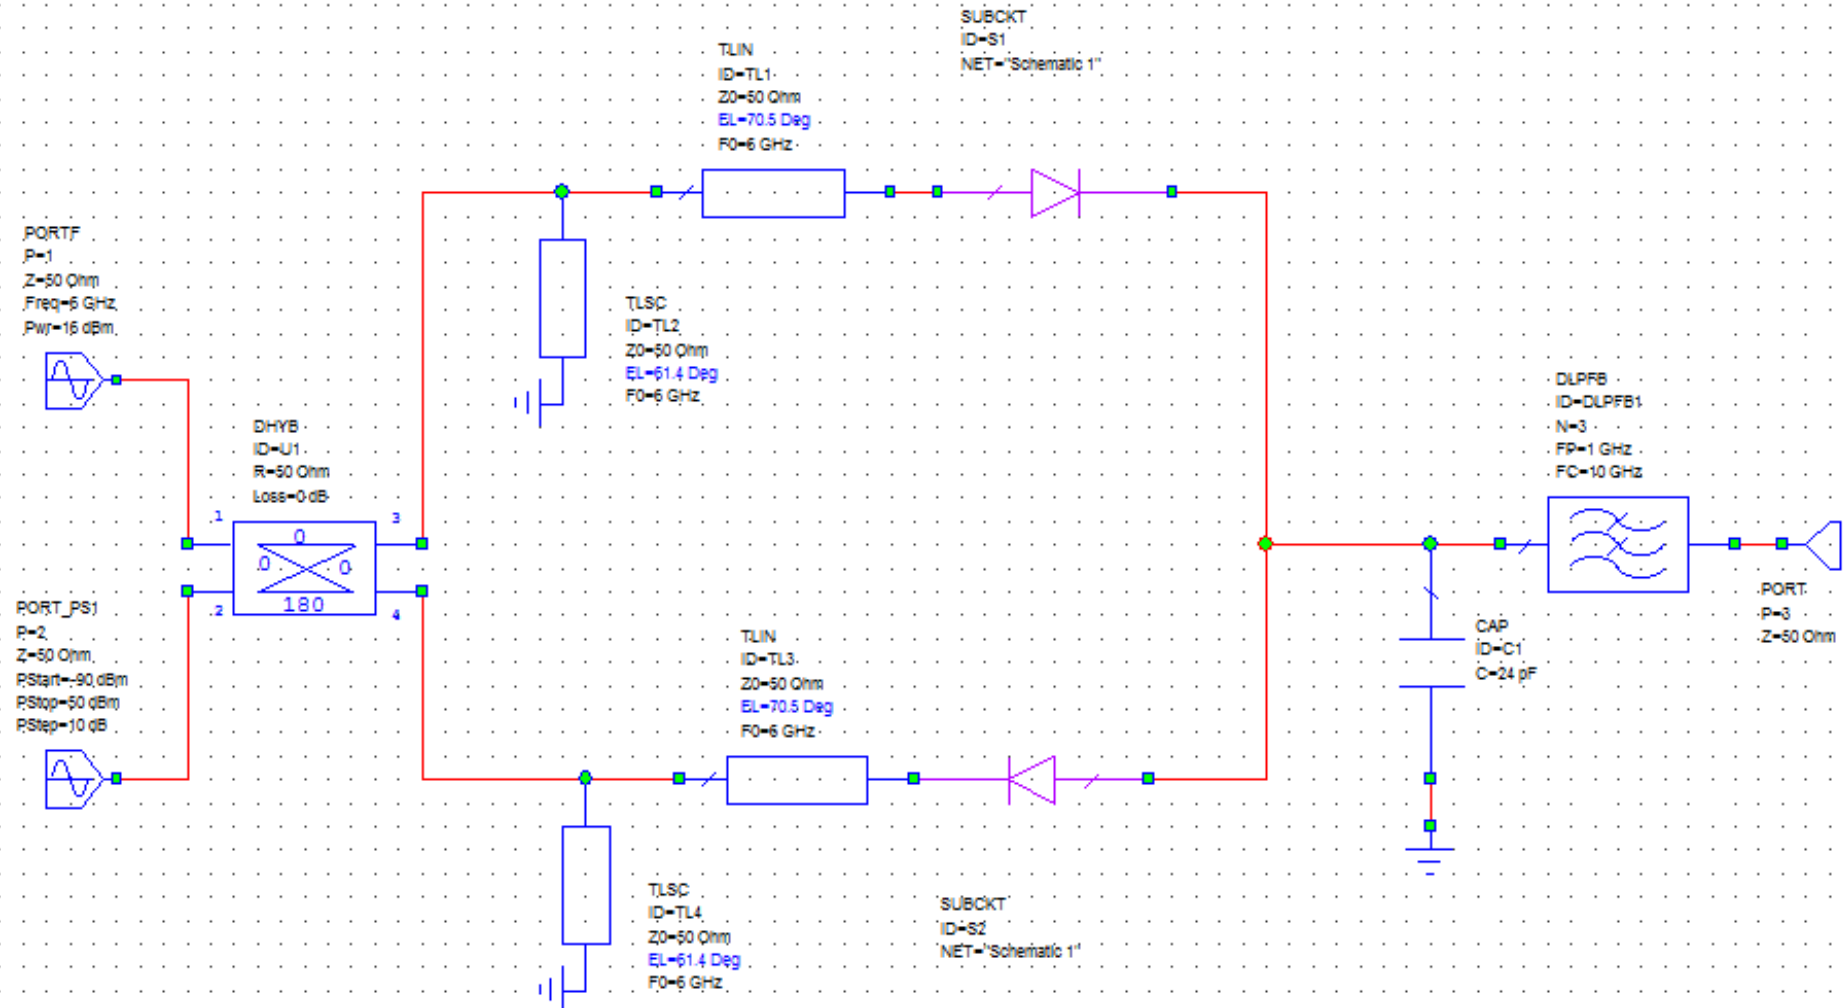 SUBCKT
ID=S1
NET="Schematic 1"
TLIN
ID=TL1
Z0=50 Ohm
EL=70.5 Deg
F0=6 GHz
PORTF
P=1
Z=50 Ohm
Freq=6 GHz
Pwr=16 dBm
TLSC
ID=TL2
Z0=50 Ohm
EL=61.4 Deg
F0=6 GHz
DHYB
ID=U1
R=50 Ohm
Loss=0 dB
1
3
0
0
0
180
2
4
PORT_PS1
P=2
Z=50 Ohm
PStart=-90 dBm
PStop=50 dBm
PStep=10 dB
DLPFB
ID=DLPFB1
N=3
FP=1 GHz
FC=10 GHz
PORT
P=3
Z=50 Ohm
CAP
ID=C1
C=24 pF
TLIN
ID=TL3
Z0=50 Ohm
EL=70.5 Deg
F0=6 GHz
TLSC
ID=TL4
Z0=50 Ohm
EL=61.4 Deg
F0=6 GHz
SUBCKT
ID=S2
NET="Schematic 1"